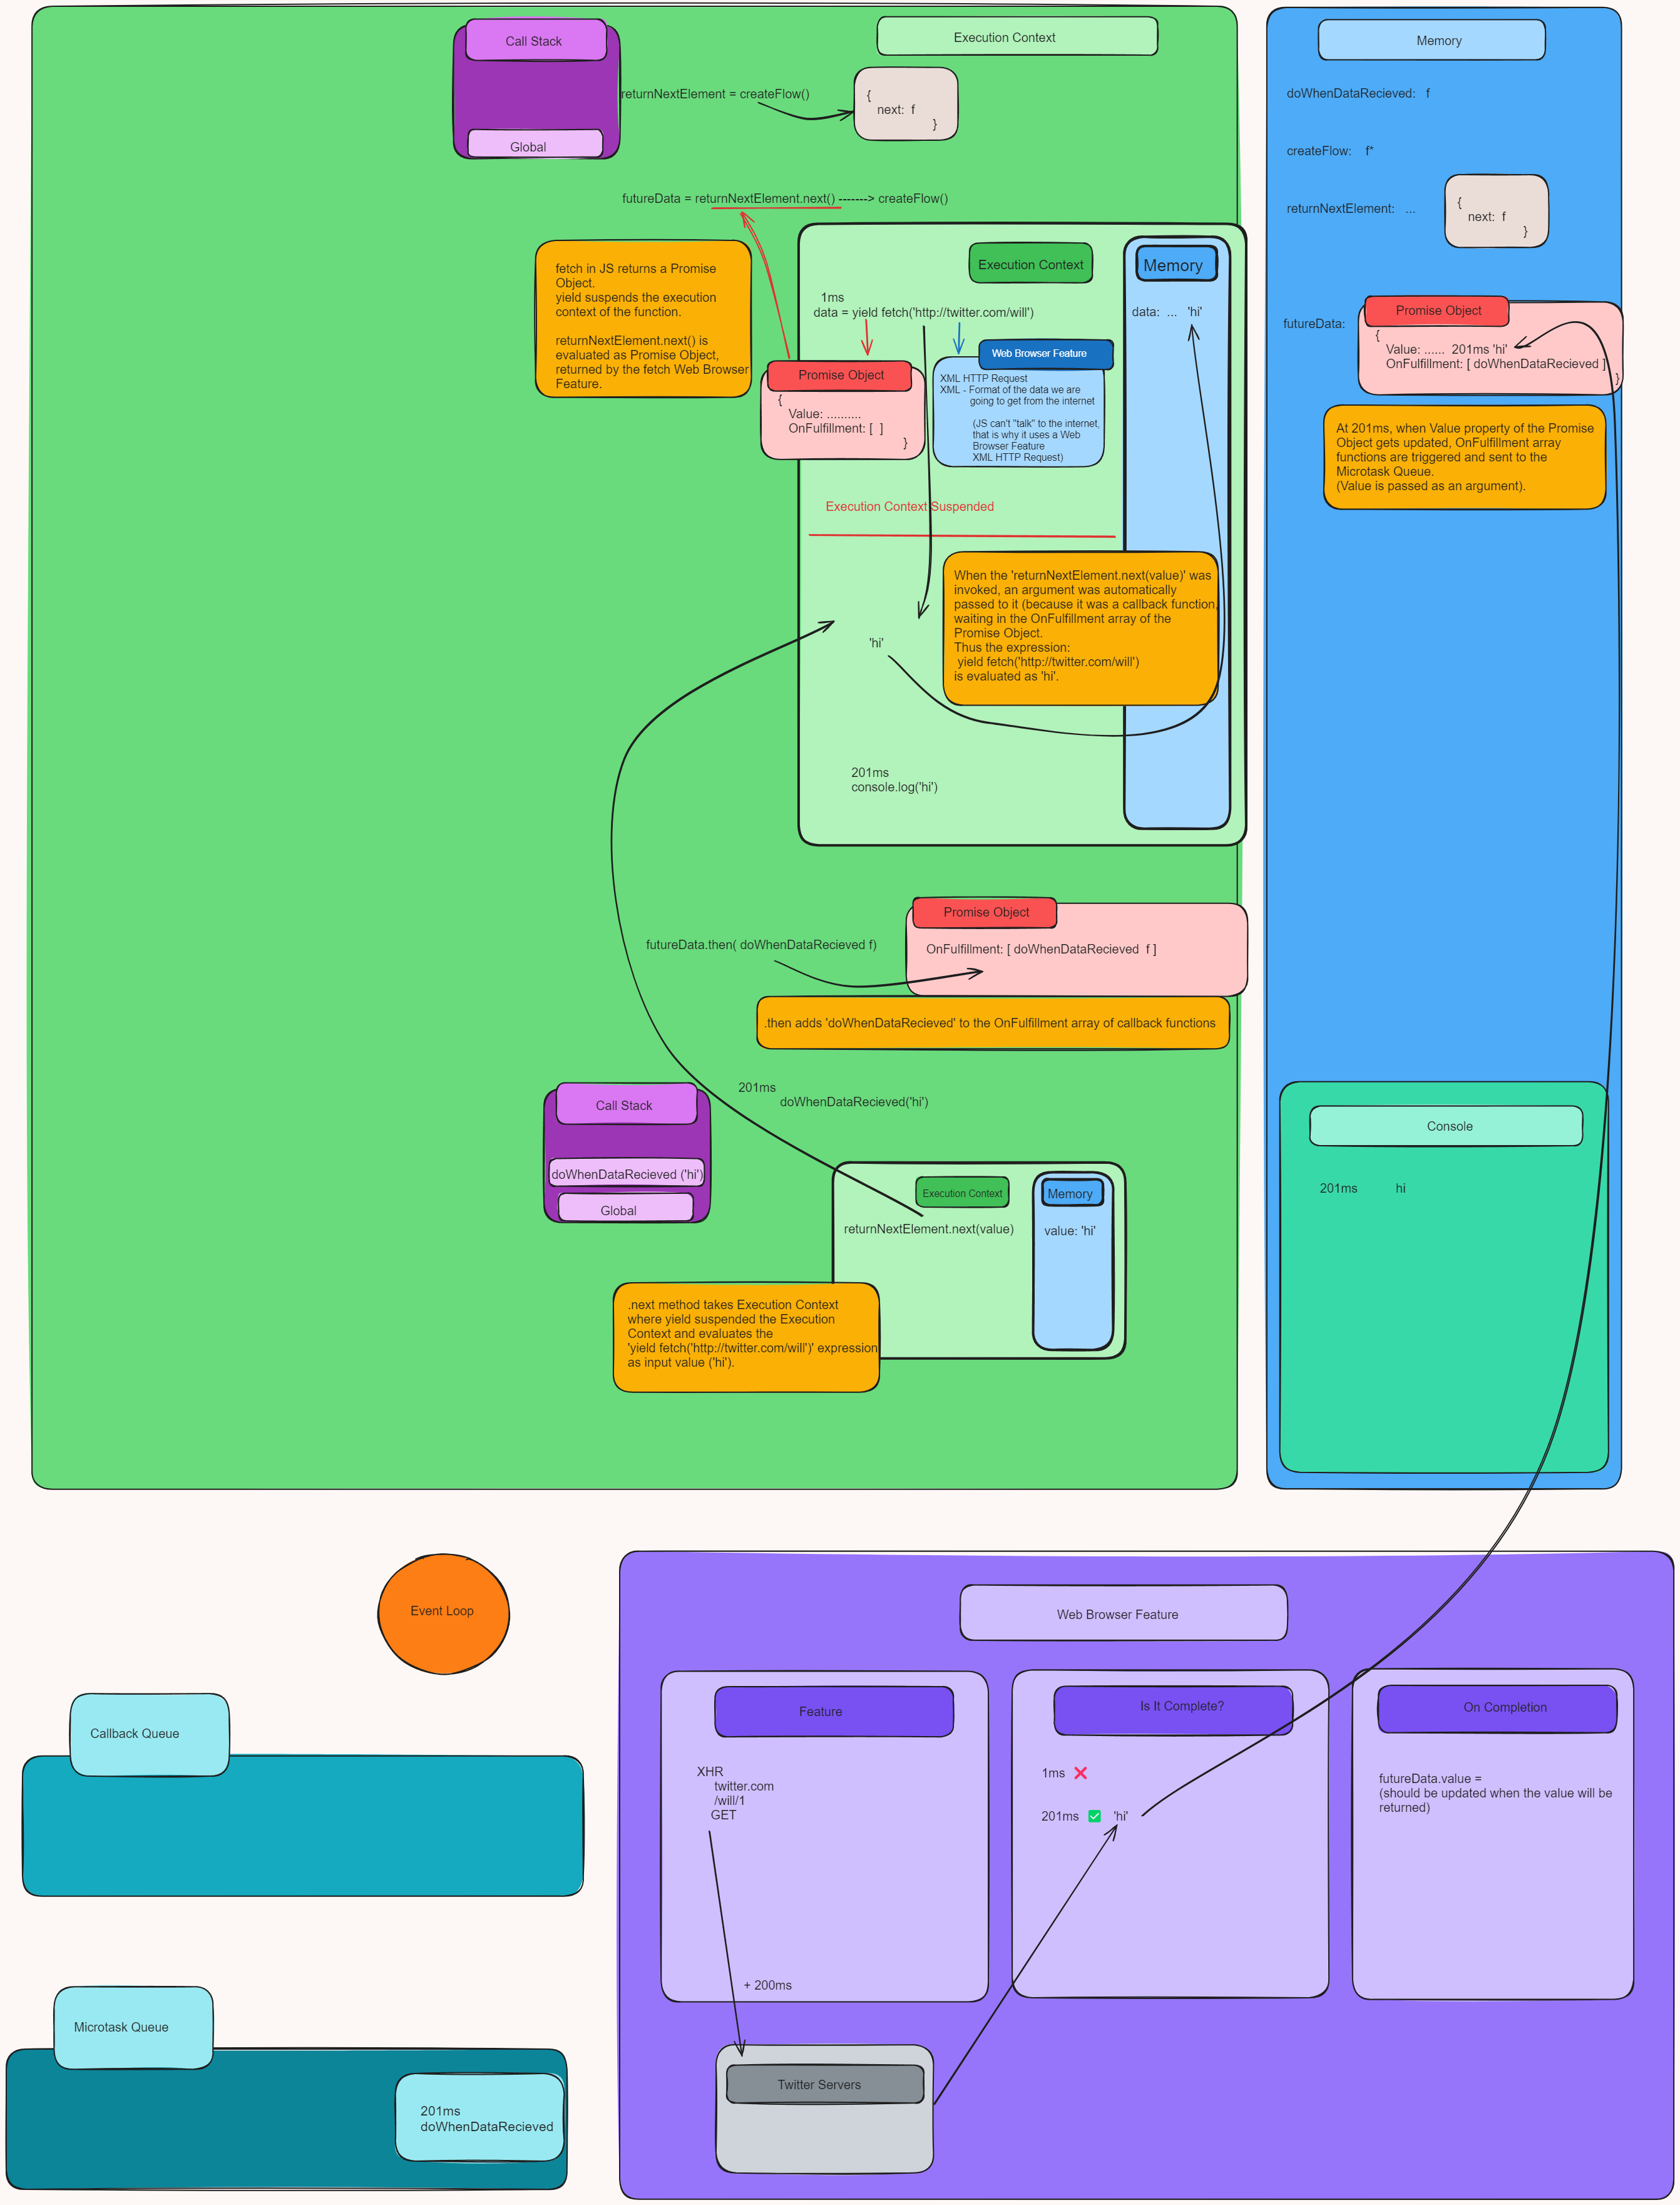 Call Stack
Global
Execution Context
returnNextElement = createFlow()
{
next: f
}
futureData = returnNextElement.next() -------> createFlow()
fetch in JS returns a Promise
Object.
yield suspends the execution
context of the function.
returnNextElement.next() is
evaluated as Promise Object,
returned by the fetch Web Browser
Feature.
Execution Context
Memory
1ms
data = yield fetch('http://twitter.com/will')
data: ... 'hi'
Promise Object
{
Value: ..........
OnFulfillment: [ ]
}
Web Browser Feature
XML HTTP Request
XML - Format of the data we are
going to get from the internet
(JS can't "talk" to the internet,
that is why it uses a Web
Browser Feature
XML HTTP Request)
Execution Context Suspended
When the 'returnNextElement.next(value)' was
invoked, an argument was automatically
passed to it (because it was a callback function,
waiting in the OnFulfillment array of the
Promise Object.
Thus the expression:
yield fetch('http://twitter.com/will')
is evaluated as 'hi'.
'hi'
201ms
console.log('hi')
futureData.then( doWhenDataRecieved f)
Promise Object
OnFulfillment: [ doWhenDataRecieved f ]
.then adds 'doWhenDataRecieved' to the OnFulfillment array of callback functions
201ms
doWhenDataRecieved('hi')
Call Stack
doWhenDataRecieved ('hi')
Global
Execution Context
Memory
returnNextElement.next(value)
value: 'hi'
.next method takes Execution Context
where yield suspended the Execution
Context and evaluates the
'yield fetch('http://twitter.com/will')' expression
as input value ('hi').
Memory
doWhenDataRecieved: f
createFlow: f*
returnNextElement: ...
{
next: f
}
futureData:
Promise Object
{
Value: ...... 201ms 'hi'
OnFulfillment: [ doWhenDataRecieved ]
}
At 201ms, when Value property of the Promise
Object gets updated, OnFulfillment array
functions are triggered and sent to the
Microtask Queue.
(Value is passed as an argument).
Console
201ms hi
Event Loop
Callback Queue
Microtask Queue
201ms
doWhenDataRecieved
Web Browser Feature
Feature
XHR
twitter.com
/will/1
GET
+ 200ms
Twitter Servers
Is It Complete?
1ms ❌
201ms ✅ 'hi'
On Completion
futureData.value =
(should be updated when the value will be
returned)